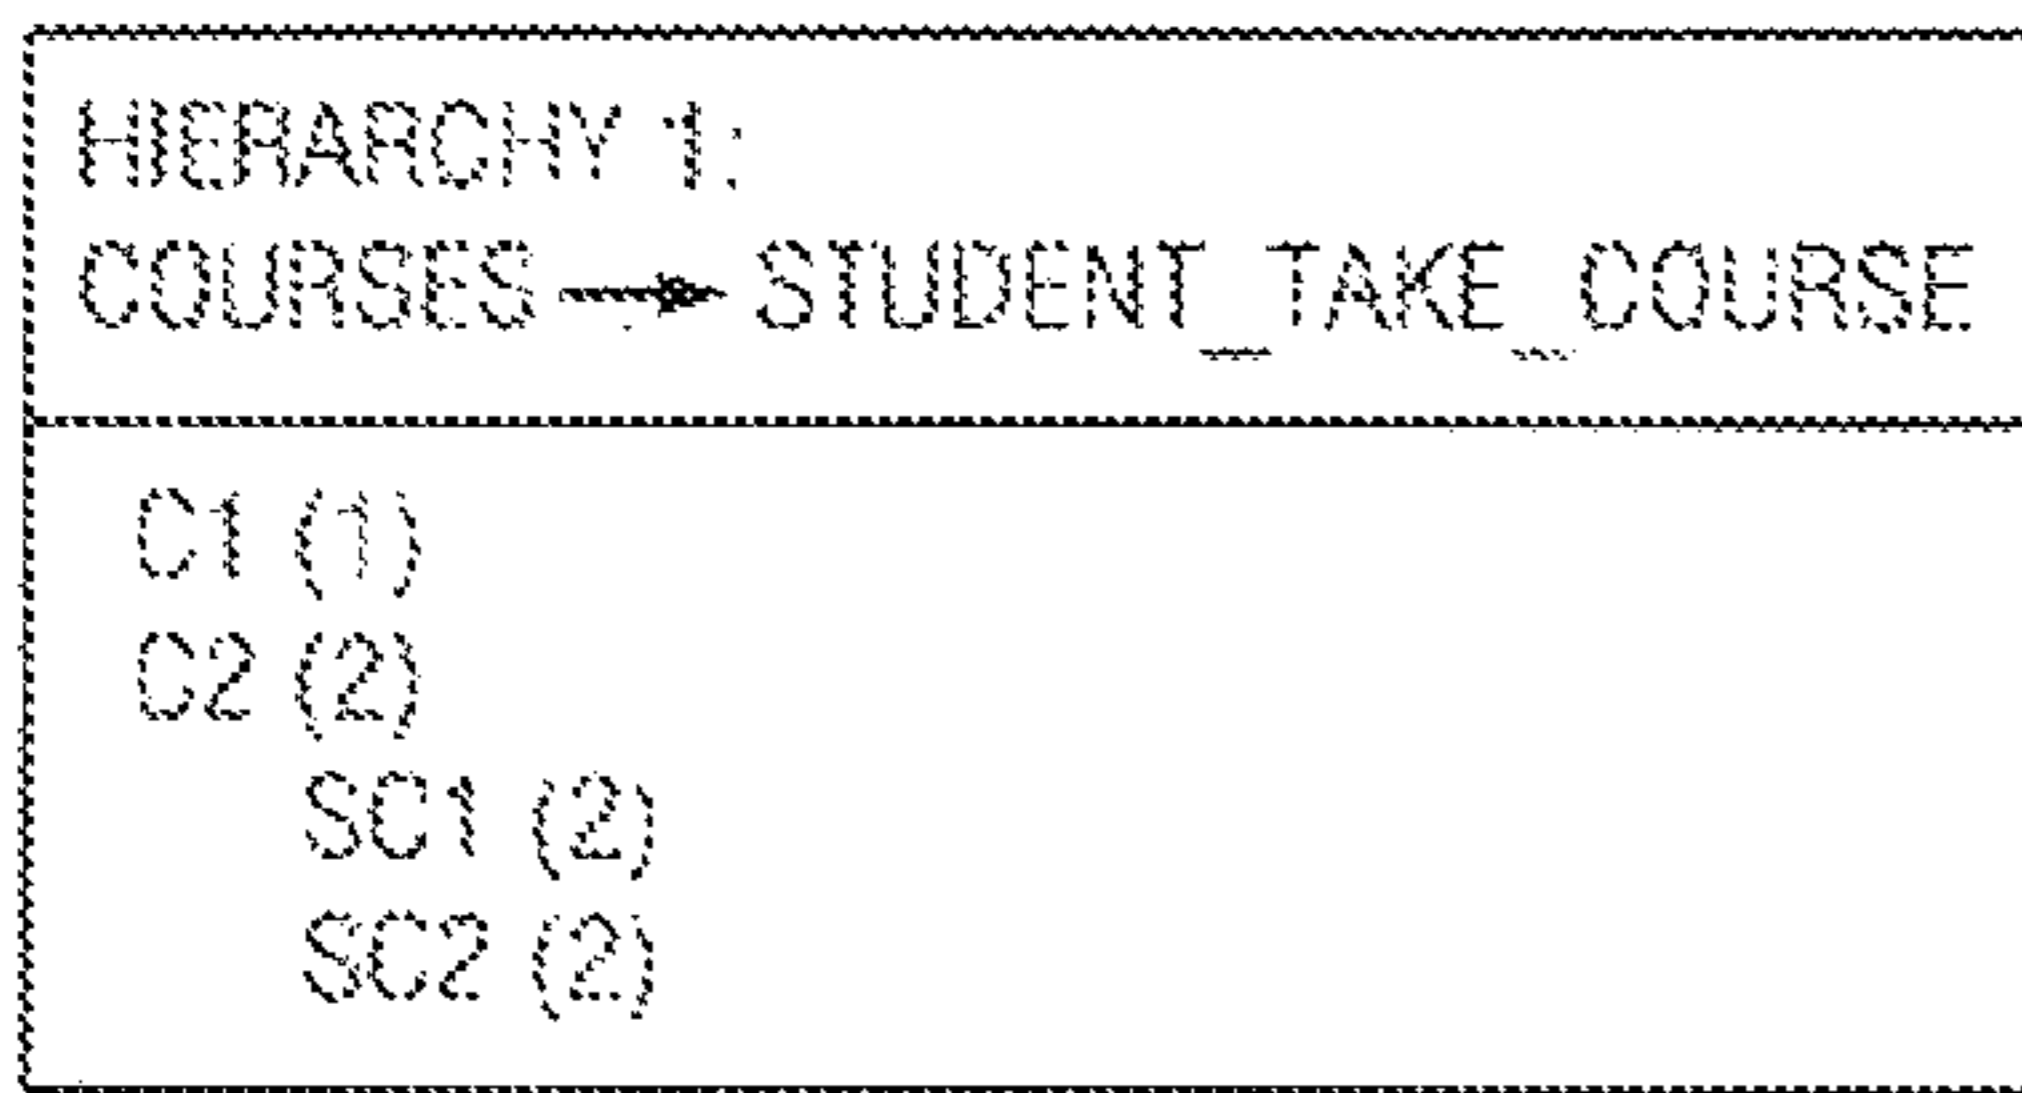 HIERARCHY 1:
COURSES → STUDENT_TAKE_COURSE
C1 (1)
C2 (2)
SC1 (2)
SC2 (2)